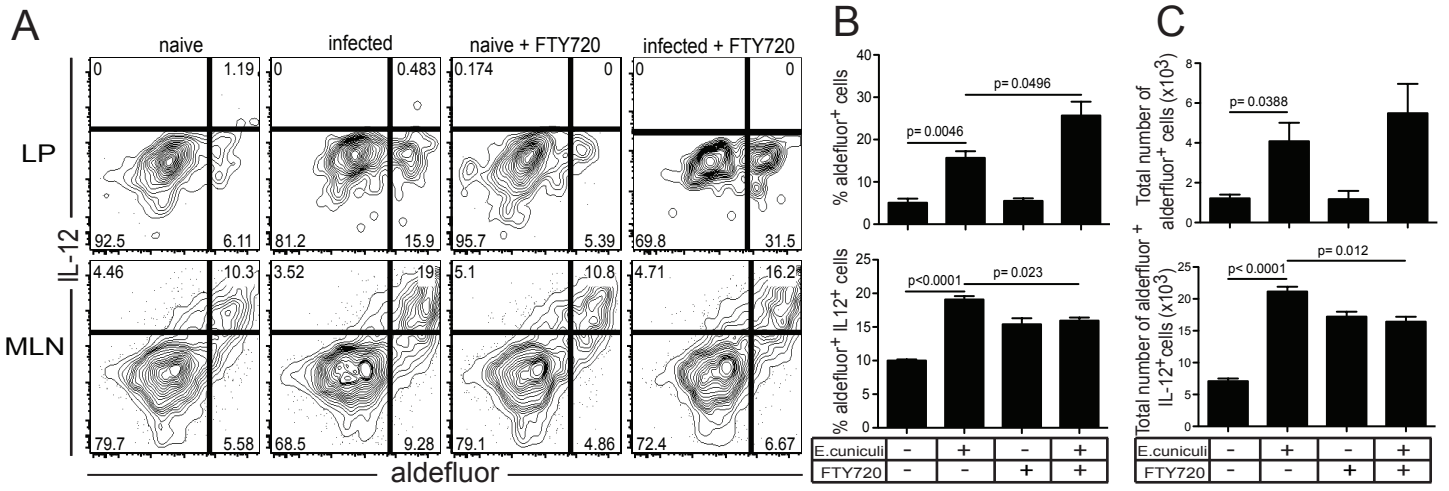 A
naive
infected
naive + FTY720
infected + FTY720
LP
MLN
IL-12
0 1.19
92.5 6.11
0 0.483
81.2 15.9
0.174 0
95.7 5.39
0 0
69.8 31.5
4.46 10.3
79.7 5.58
3.52 19
68.5 9.28
5.1 10.8
79.1 4.86
4.71 16.2
72.4 6.67
aldefluor
B
% aldefluor+ cells
40
30
20
10
0
p= 0.0046
p= 0.0496
% aldefluor+ IL12+ cells
25
20
15
10
5
0
p<0.0001
p= 0.023
E.cuniculi - + - +
FTY720 - - + +
C
Total number of
alderfluor+ cells (x103)
8
6
4
2
0
p= 0.0388
Total number of alderfluor +
IL-12+cells (x103)
25
20
15
10
5
0
p< 0.0001
p= 0.012
E.cuniculi - + - +
FTY720 - - + +